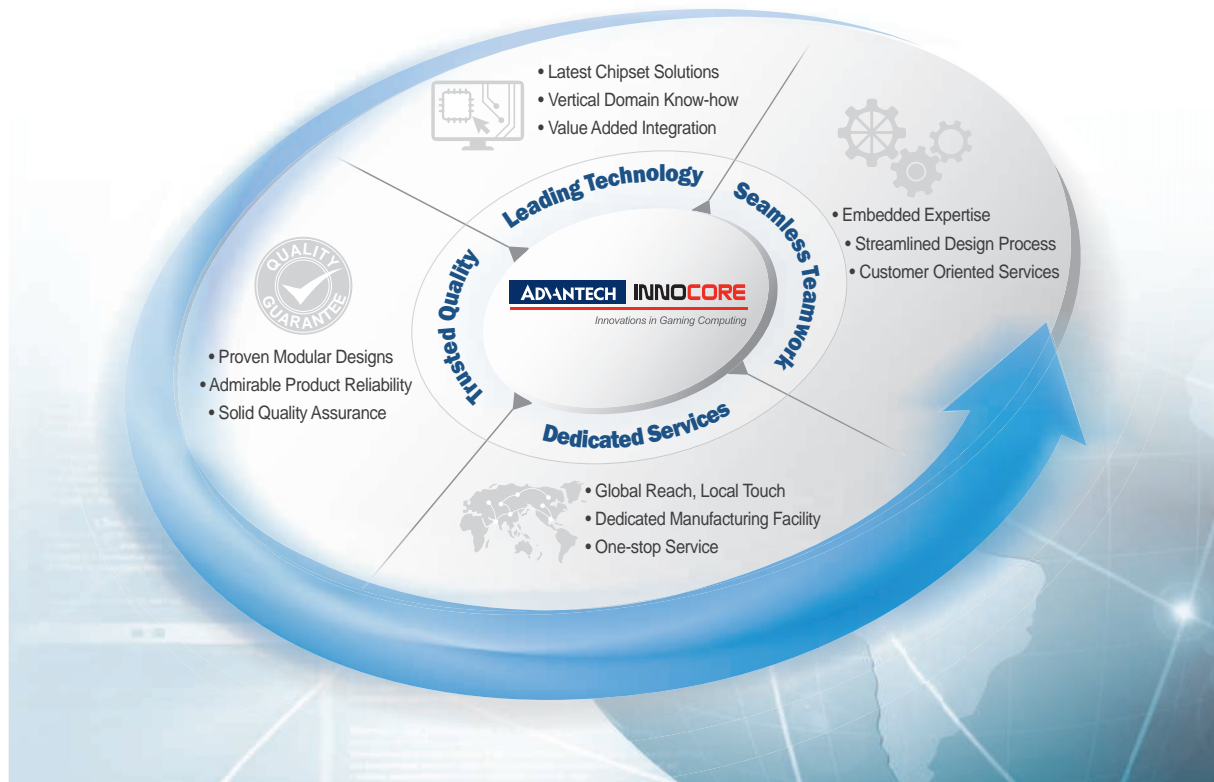 • Latest Chipset Solutions
• Vertical Domain Know-how
• Value Added Integration
Leading Technology
Seamless Teamwork
• Embedded Expertise
• Streamlined Design Process
• Customer Oriented Services
QUALITY
GUARANTEE
Trusted Quality
• Proven Modular Designs
• Admirable Product Reliability
• Solid Quality Assurance
ADVANTECH INNOCORE
Innovations in Gaming Computing
Dedicated Services
• Global Reach, Local Touch
• Dedicated Manufacturing Facility
• One-stop Service